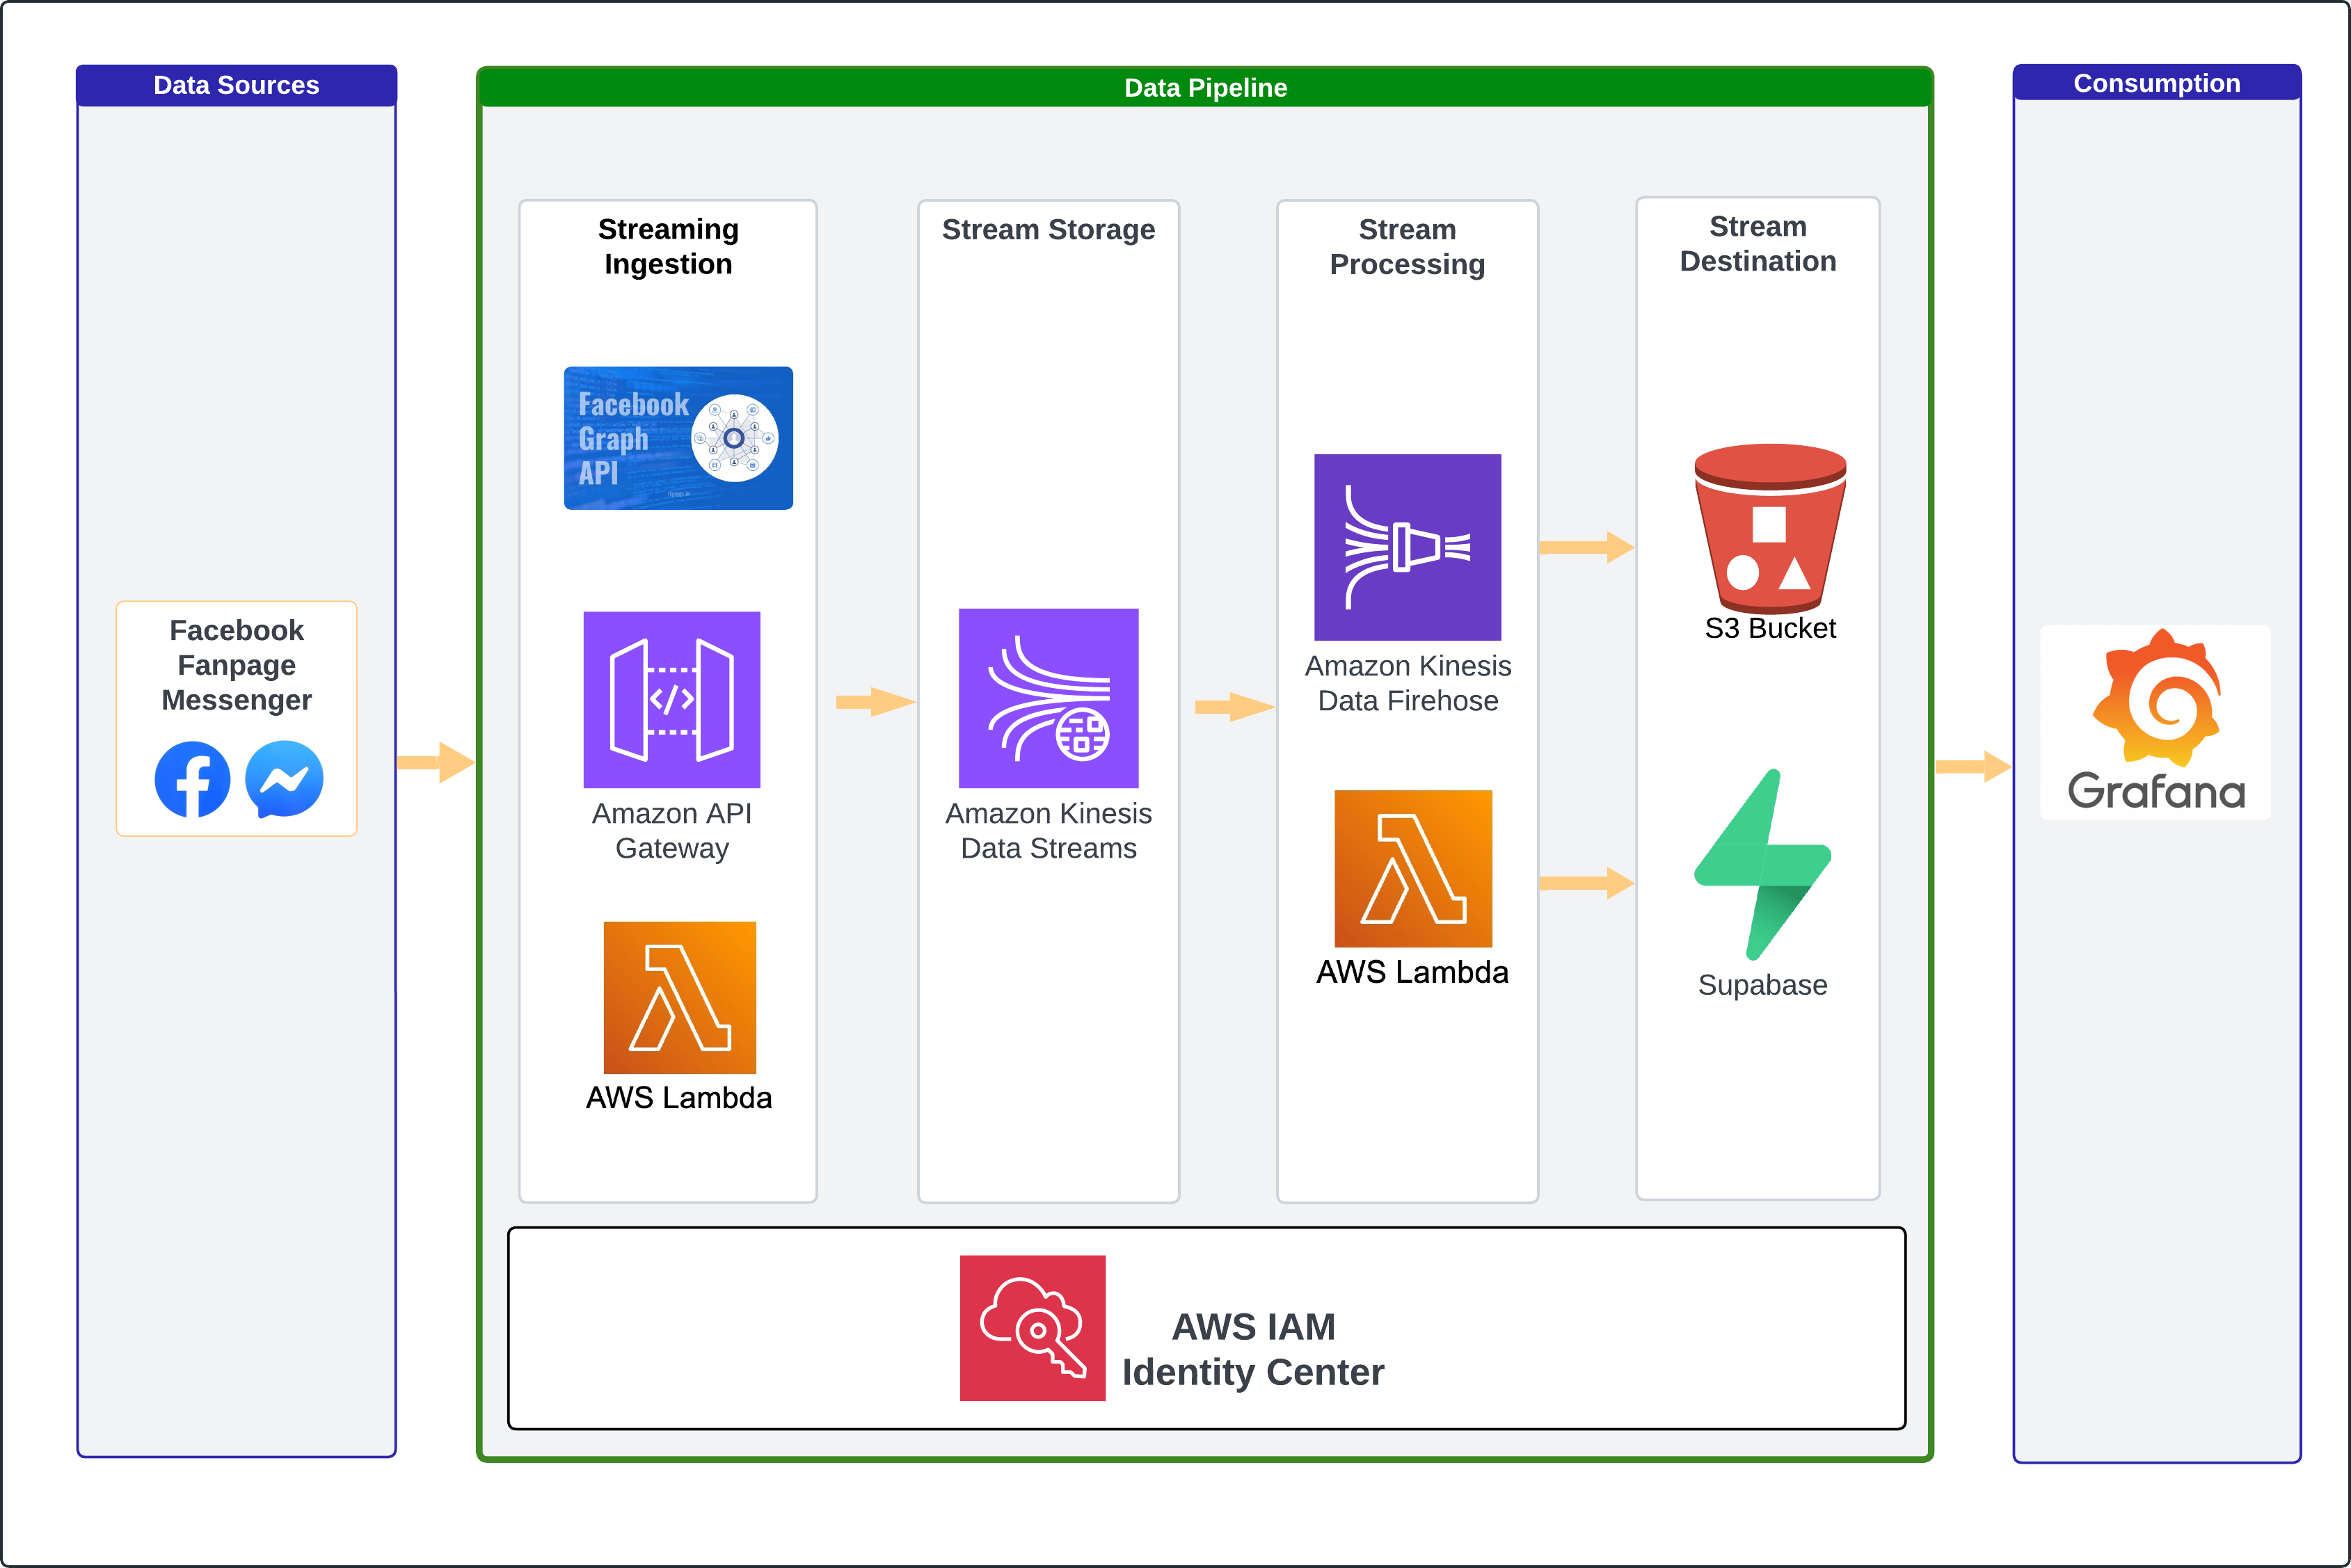 Data Sources
Data Pipeline
Consumption
Facebook
Fanpage
Messenger
Streaming
Ingestion
Facebook
Graph
API
Amazon API
Gateway
AWS Lambda
Stream Storage
Amazon Kinesis
Data Streams
Stream
Processing
Amazon Kinesis
Data Firehose
AWS Lambda
Stream
Destination
S3 Bucket
Supabase
Grafana
AWS IAM
Identity Center